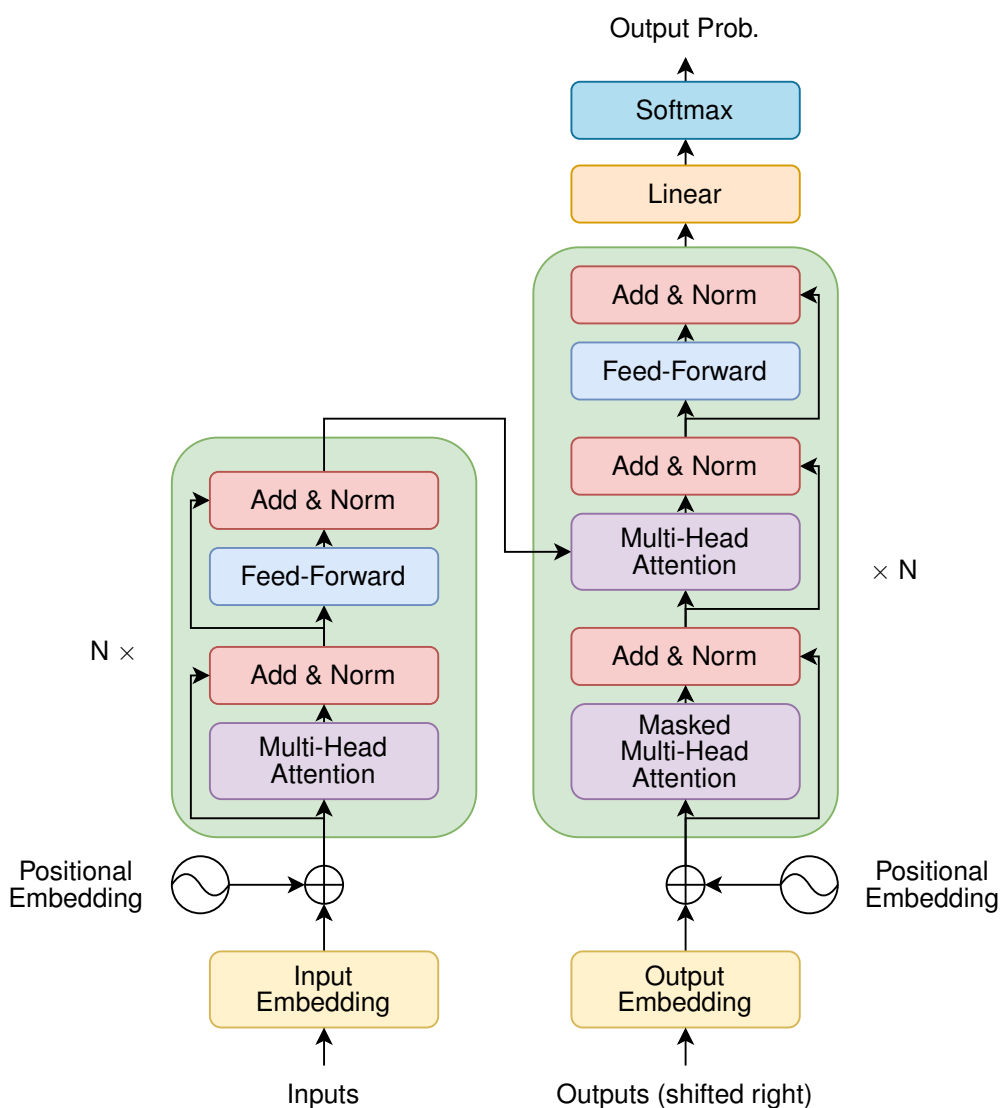 Output Prob.
Softmax
Linear
Add & Norm
Feed-Forward
Add & Norm
Multi-Head
Attention
× N
Add & Norm
Masked
Multi-Head
Attention
Add & Norm
Feed-Forward
N ×
Add & Norm
Multi-Head
Attention
Positional
Embedding
Positional
Embedding
Input
Embedding
Output
Embedding
Inputs
Outputs (shifted right)